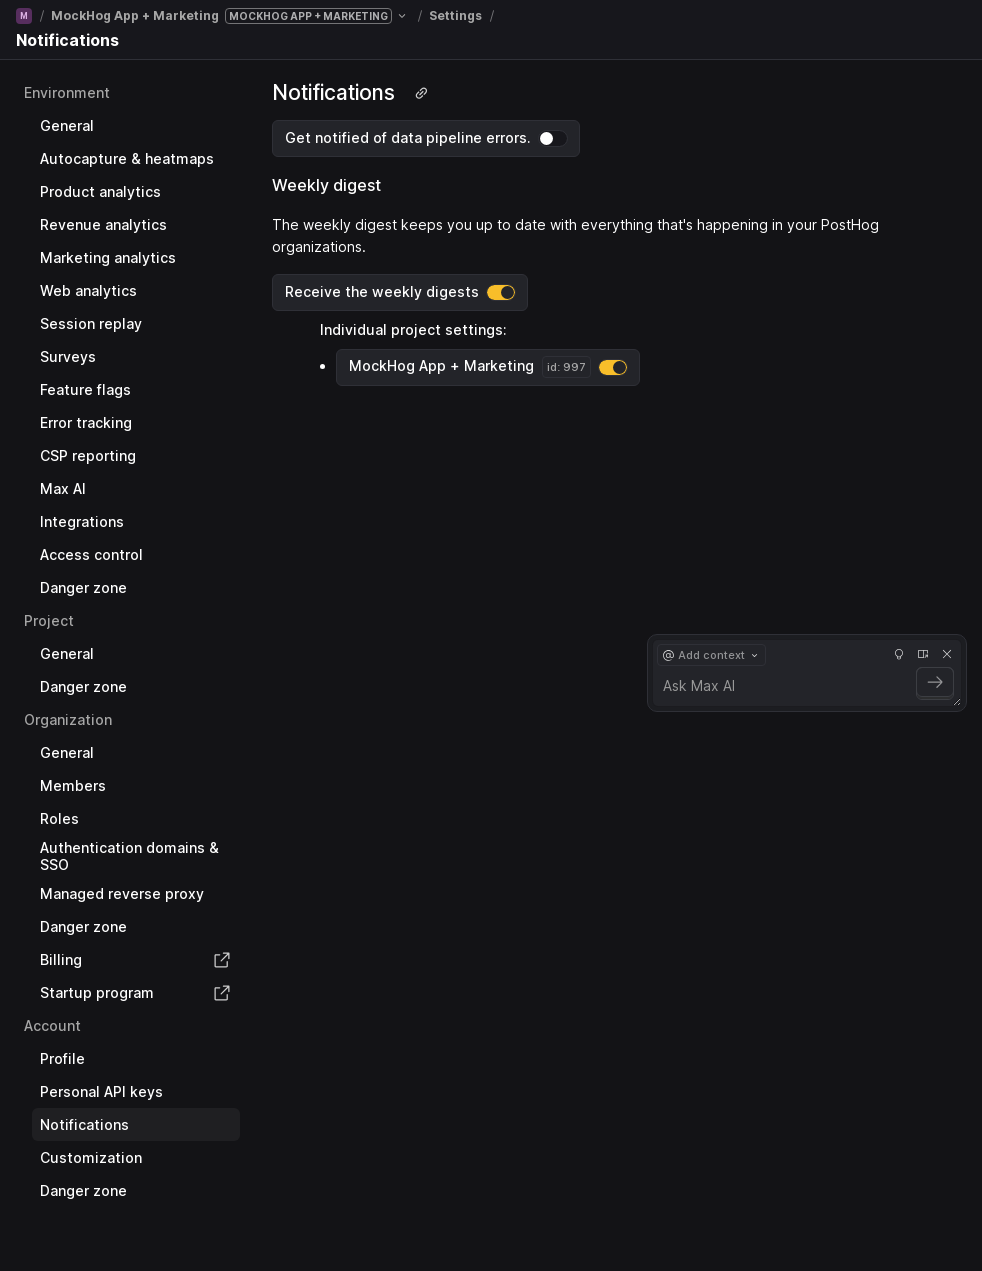 M / MockHog App + Marketing MOCKHOG APP + MARKETING / Settings /
Notifications
Environment
General
Autocapture & heatmaps
Product analytics
Revenue analytics
Marketing analytics
Web analytics
Session replay
Surveys
Feature flags
Error tracking
CSP reporting
Max AI
Integrations
Access control
Danger zone
Project
General
Danger zone
Organization
General
Members
Roles
Authentication domains &
SSO
Managed reverse proxy
Danger zone
Billing
Startup program
Account
Profile
Personal API keys
Notifications
Customization
Danger zone
Notifications
Get notified of data pipeline errors.
Weekly digest
The weekly digest keeps you up to date with everything that's happening in your PostHog
organizations.
Receive the weekly digests
Individual project settings:
MockHog App + Marketing id: 997
@ Add context
Ask Max AI